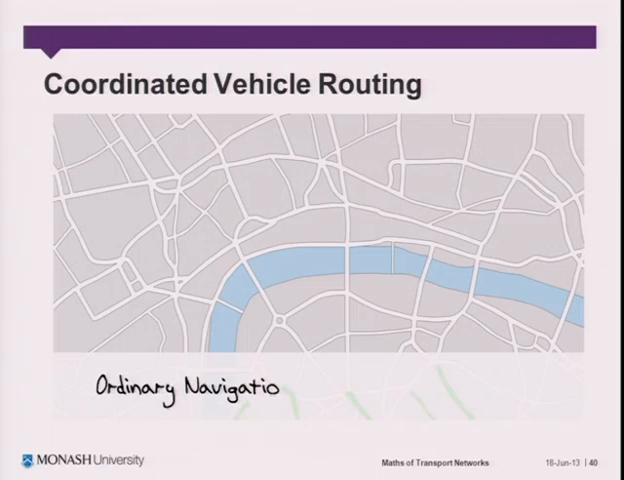 Coordinated Vehicle Routing
Ordinary Navigatio
MONASH University
Maths of Transport Networks
18-Jun-13 | 40